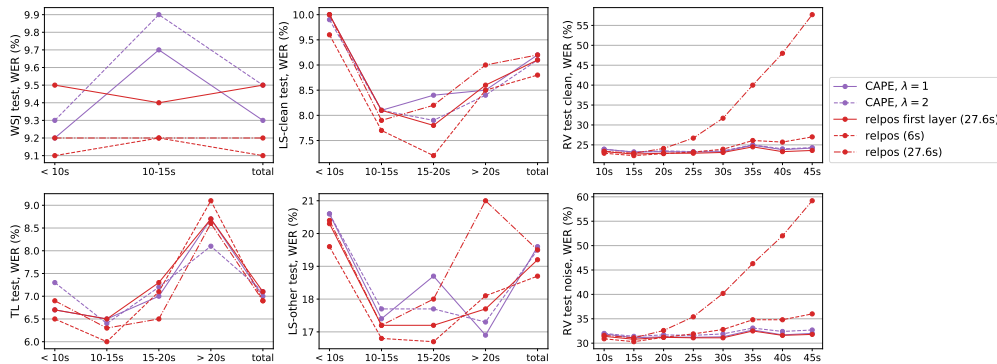 WSJ test, WER (%)
9.9
9.8
9.7
9.6
9.5
9.4
9.3
9.2
9.1
< 10s
10-15s
total
LS-clean test, WER (%)
10.0
9.5
9.0
8.5
8.0
7.5
< 10s
10-15s
15-20s
> 20s
total
RV test clean, WER (%)
55
50
45
40
35
30
25
10s
15s
20s
25s
30s
35s
40s
45s
CAPE, λ = 1
CAPE, λ = 2
relpos first layer (27.6s)
relpos (6s)
relpos (27.6s)
TL test, WER (%)
9.0
8.5
8.0
7.5
7.0
6.5
6.0
< 10s
10-15s
15-20s
> 20s
total
LS-other test, WER (%)
21
20
19
18
17
< 10s
10-15s
15-20s
> 20s
total
RV test noise, WER (%)
60
55
50
45
40
35
30
10s
15s
20s
25s
30s
35s
40s
45s